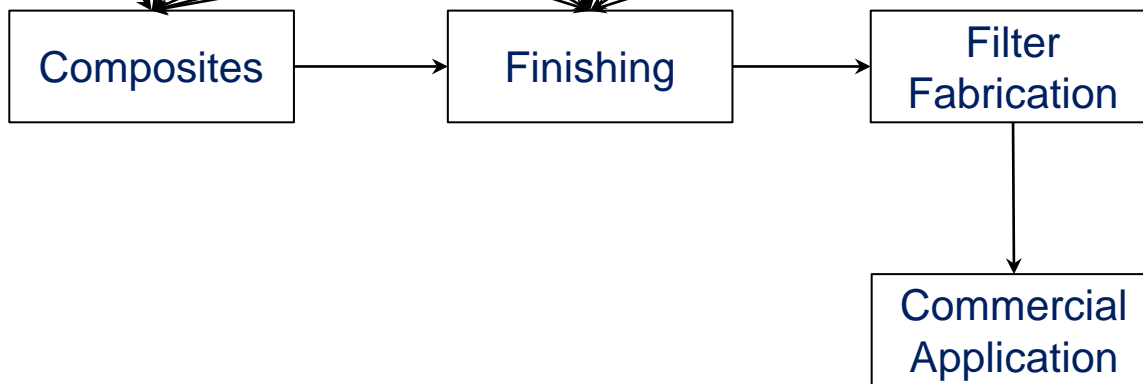 Composites
Finishing
Filter
Fabrication
Commercial
Application